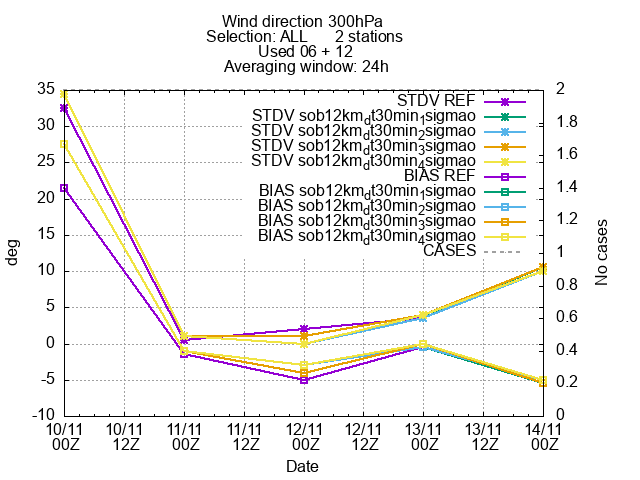 Wind direction 300hPa
Selection: ALL 2 stations
Used 06 + 12
Averaging window: 24h
35
30
25
20
15
10
5
0
-5
-10
deg
STDV REF
STDV sob12km_dt30min_1sigmao
STDV sob12km_dt30min_2sigmao
STDV sob12km_dt30min_3sigmao
STDV sob12km_dt30min_4sigmao
BIAS REF
BIAS sob12km_dt30min_1sigmao
BIAS sob12km_dt30min_2sigmao
BIAS sob12km_dt30min_3sigmao
BIAS sob12km_dt30min_4sigmao
CASES
2
1.8
1.6
1.4
1.2
1
0.8
0.6
0.4
0.2
0
No cases
10/11 10/11 11/11 11/11 12/11 12/11 13/11 13/11 14/11
00Z 12Z 00Z 12Z 00Z 12Z 00Z 12Z 00Z
Date